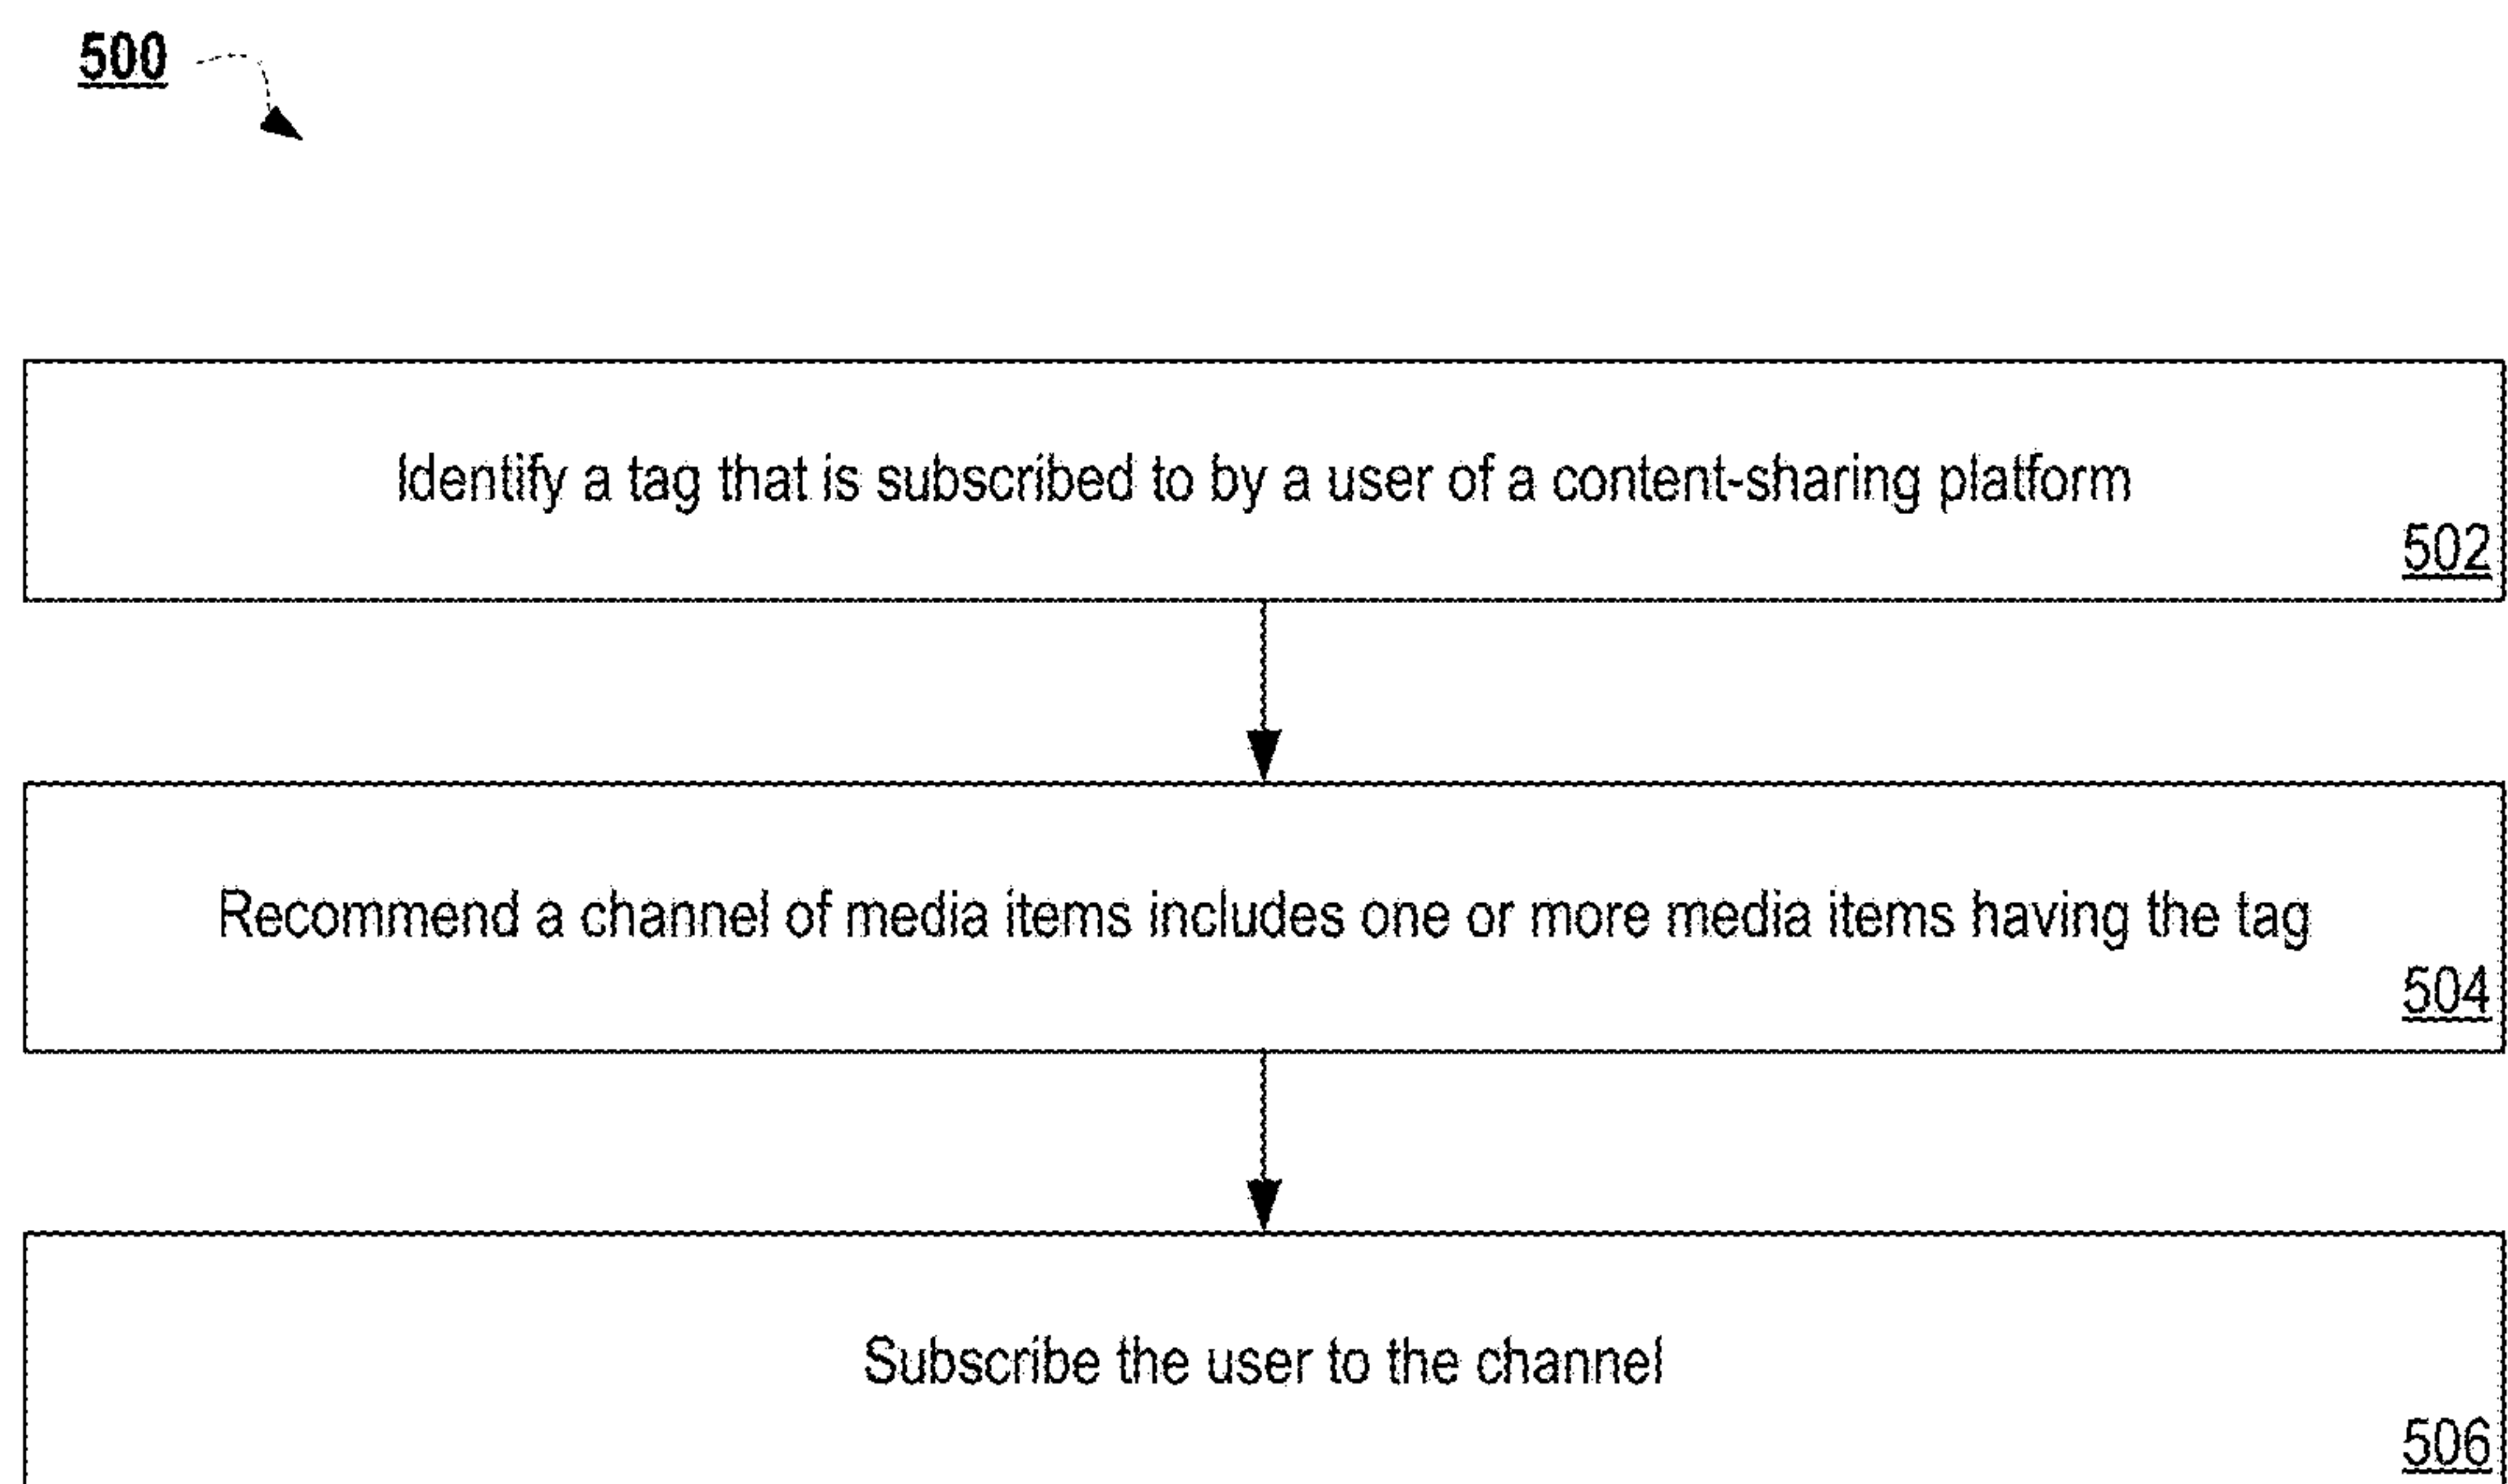 500
Identify a tag that is subscribed to by a user of a content-sharing platform
502
Recommend a channel of media items includes one or more media items having the tag
504
Subscribe the user to the channel
506